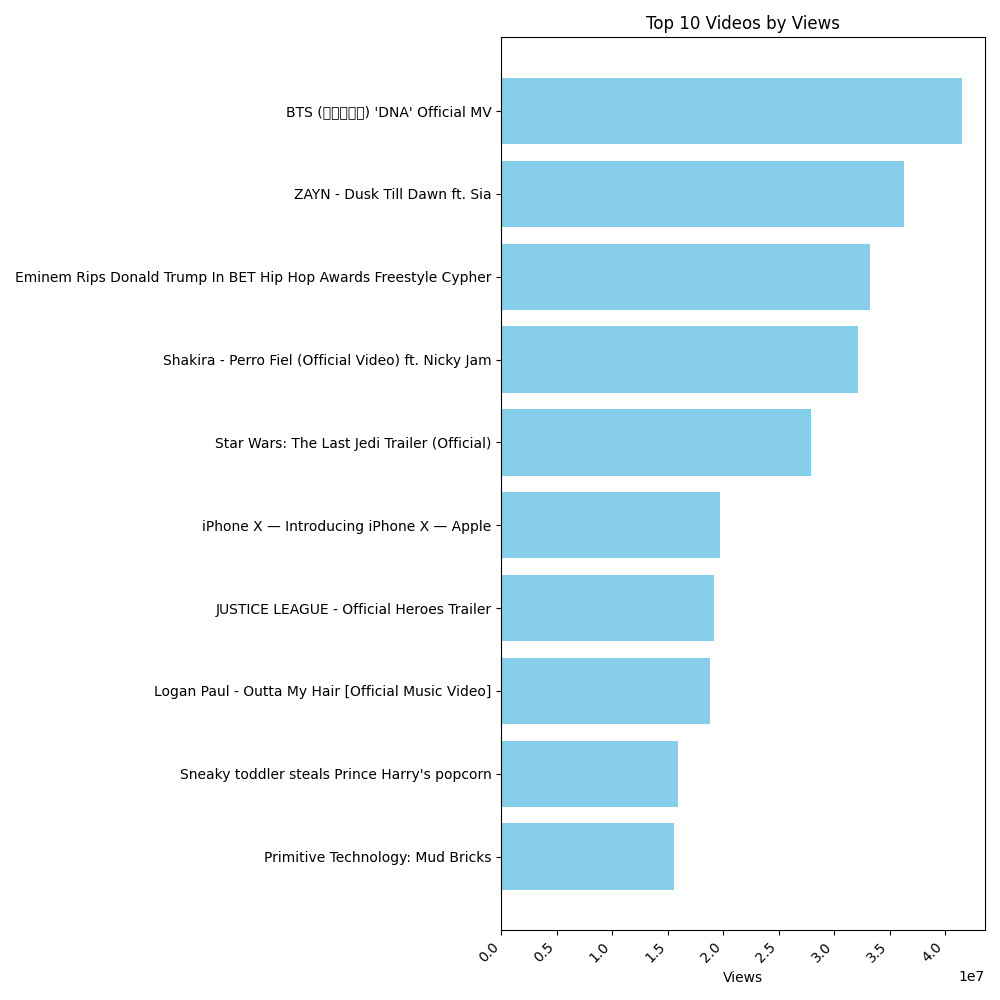 Top 10 Videos by Views
BTS (□□□□□) 'DNA' Official MV
ZAYN - Dusk Till Dawn ft. Sia
Eminem Rips Donald Trump In BET Hip Hop Awards Freestyle Cypher
Shakira - Perro Fiel (Official Video) ft. Nicky Jam
Star Wars: The Last Jedi Trailer (Official)
iPhone X — Introducing iPhone X — Apple
JUSTICE LEAGUE - Official Heroes Trailer
Logan Paul - Outta My Hair [Official Music Video]
Sneaky toddler steals Prince Harry's popcorn
Primitive Technology: Mud Bricks
0.0 0.5 1.0 1.5 2.0 2.5 3.0 3.5 4.0
Views
1e7